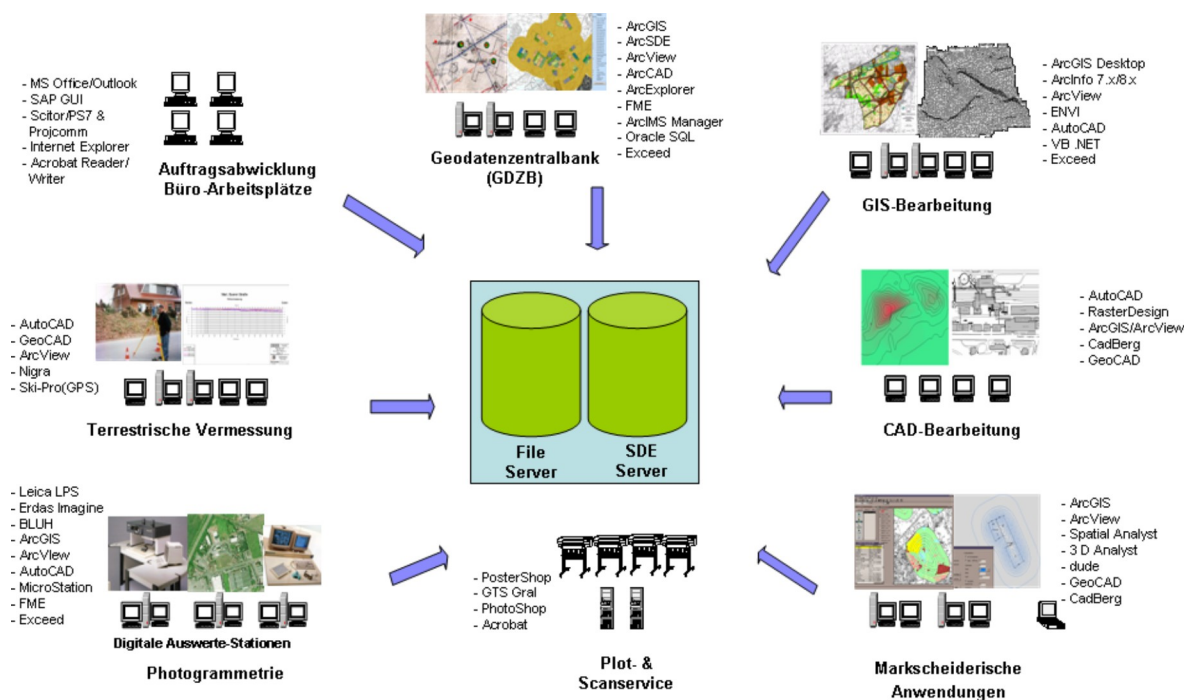 - MS Office/Outlook
- SAP GUI
- Scitor/PS7 &
Projcomm
- Internet Explorer
- Acrobat Reader/
Writer
Auftragsabwicklung
Büro-Arbeitsplätze
- ArcGIS
- ArcSDE
- ArcView
- ArcCAD
- ArcExplorer
- FME
- ArcIMS Manager
- Oracle SQL
- Exceed
Geodatenzentralbank
(GDZB)
- ArcGIS Desktop
- ArcInfo 7.x/8.x
- ArcView
- ENVI
- AutoCAD
- VB .NET
- Exceed
GIS-Bearbeitung
- AutoCAD
- GeoCAD
- ArcView
- Nigra
- Ski-Pro(GPS)
Terrestrische Vermessung
File
Server
SDE
Server
- AutoCAD
- RasterDesign
- ArcGIS/ArcView
- CadBerg
- GeoCAD
CAD-Bearbeitung
- Leica LPS
- Erdas Imagine
- BLUH
- ArcGIS
- ArcVIew
- AutoCAD
- MicroStation
- FME
- Exceed
Digitale Auswerte-Stationen
Photogrammetrie
- PosterShop
- GTS Gral
- PhotoShop
- Acrobat
Plot- &
Scanservice
- ArcGIS
- ArcView
- Spatial Analyst
- 3 D Analyst
- dude
- GeoCAD
- CadBerg
Markscheiderische
Anwendungen